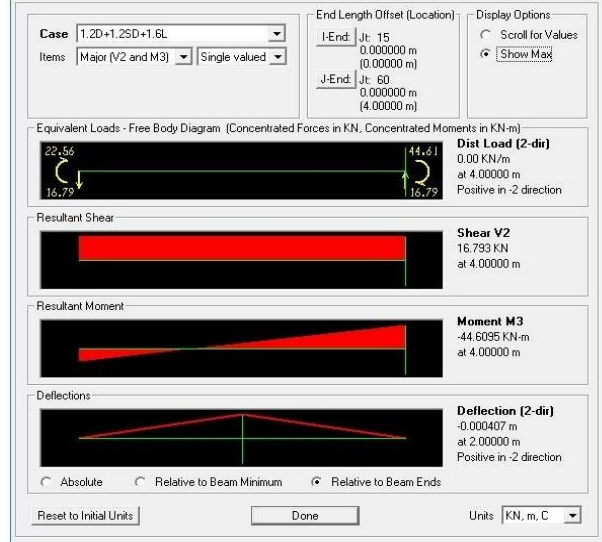 End Length Offset (Location)
Display Options
Case 1.2D+1.2SD+1.6L
Items Major (V2 and M3) Single valued
I-End: Jt: 15
0.000000 m
(0.00000 m)
J-End: Jt: 60
0.000000 m
(4.00000 m)
Scroll for Values
Show Max
Equivalent Loads - Free Body Diagram (Concentrated Forces in KN, Concentrated Moments in KN-m)
22.56
44.61
16.79
16.79
Dist Load (2-dir)
0.00 KN/m
at 4.00000 m
Positive in -2 direction
Resultant Shear
Shear V2
16.793 KN
at 4.00000 m
Resultant Moment
Moment M3
-44.6095 KN-m
at 4.00000 m
Deflections
Deflection (2-dir)
-0.000407 m
at 2.00000 m
Positive in -2 direction
Absolute Relative to Beam Minimum Relative to Beam Ends
Reset to Initial Units Done Units KN, m, C